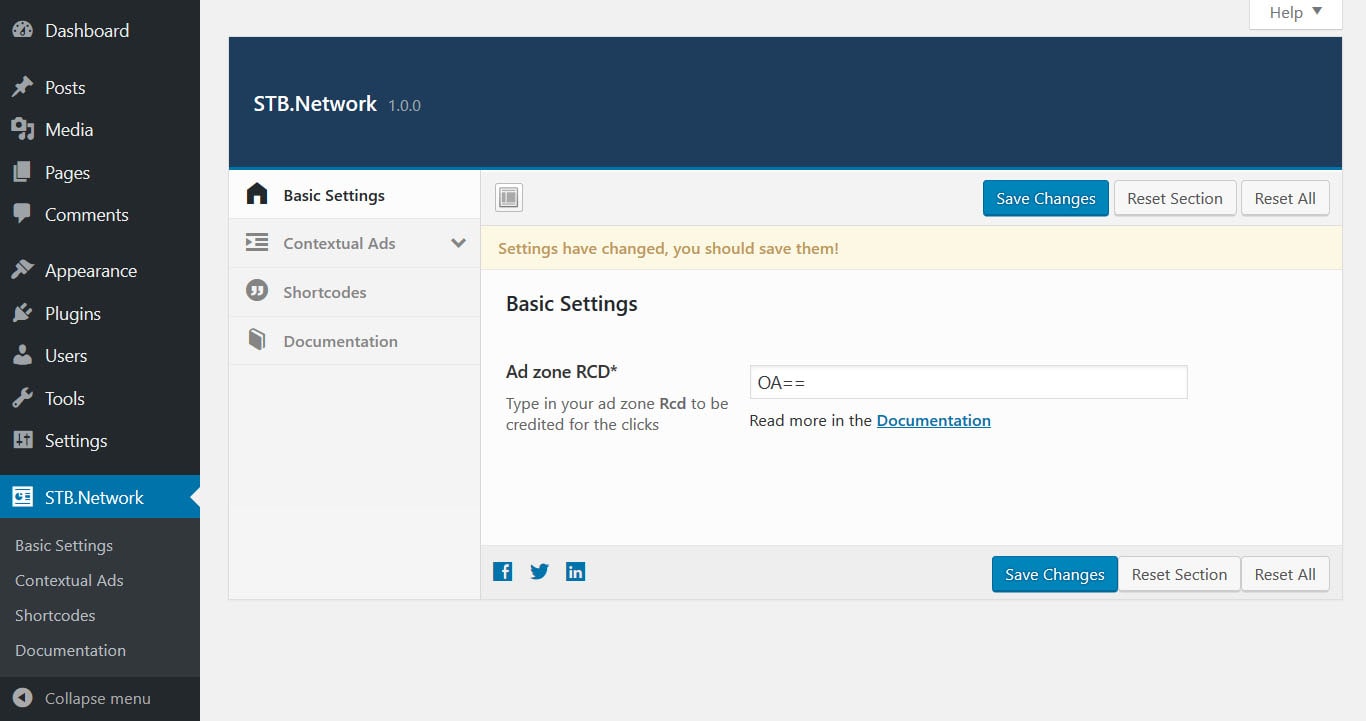 Dashboard
Posts
Media
Pages
Comments
Appearance
Plugins
Users
Tools
Settings
STB.Network
Basic Settings
Contextual Ads
Shortcodes
Documentation
Collapse menu
Help
STB.Network 1.0.0
Basic Settings
Contextual Ads
Shortcodes
Documentation
Save Changes Reset Section Reset All
Settings have changed, you should save them!
Basic Settings
Ad zone RCD*
Type in your ad zone Rcd to be
credited for the clicks
OA==
Read more in the Documentation
Save Changes Reset Section Reset All